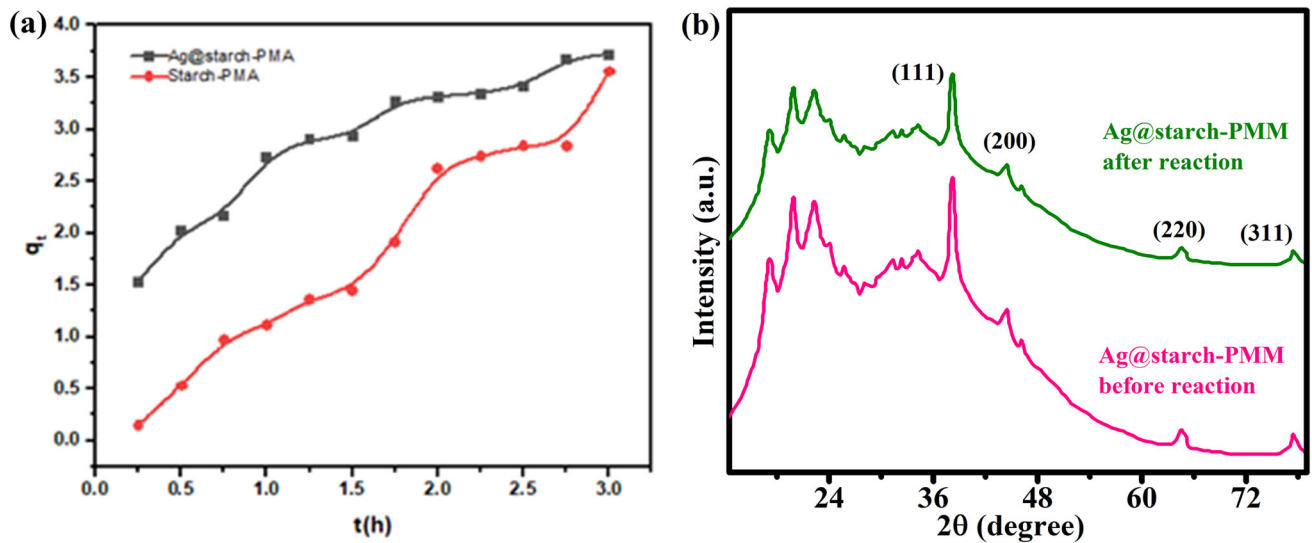 (a)
4.0
3.5
3.0
2.5
2.0
1.5
1.0
0.5
0.0
qt
Ag@starch-PMA
Starch-PMA
0.0 0.5 1.0 1.5 2.0 2.5 3.0
t(h)
(b)
Intensity (a.u.)
(111)
(200)
(220)
(311)
Ag@starch-PMM
after reaction
Ag@starch-PMM
before reaction
24 36 48 60 72
2θ (degree)